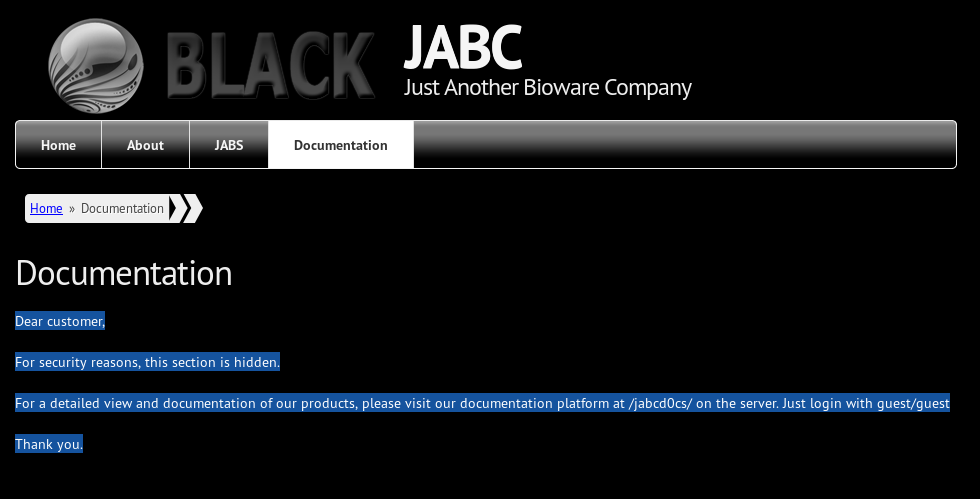 BLACK
JABC
Just Another Bioware Company
Home About JABS Documentation
Home » Documentation
Documentation
Dear customer,
For security reasons, this section is hidden.
For a detailed view and documentation of our products, please visit our documentation platform at /jabcd0cs/ on the server. Just login with guest/guest
Thank you.